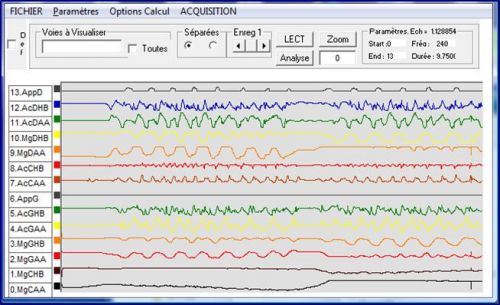 FICHIER Paramètres Options Calcul ACQUISITION
D
e
f
Voies à Visualiser
Toutes
Séparées
Enreg 1
LECT
Analyse
Zoom
0
Paramètres. Ech = 1.128854
Start :0 Fréq : 240
End : 13 Durée : 9.750(
13.AppD
12.AcDHB
11.AcDAA
10.MgDHB
9.MgDAA
8.AcCHB
7.AcCAA
6.AppG
5.AcGHB
4.AcGAA
3.MgGHB
2.MgGAA
1.MgCHB
0.MgCAA